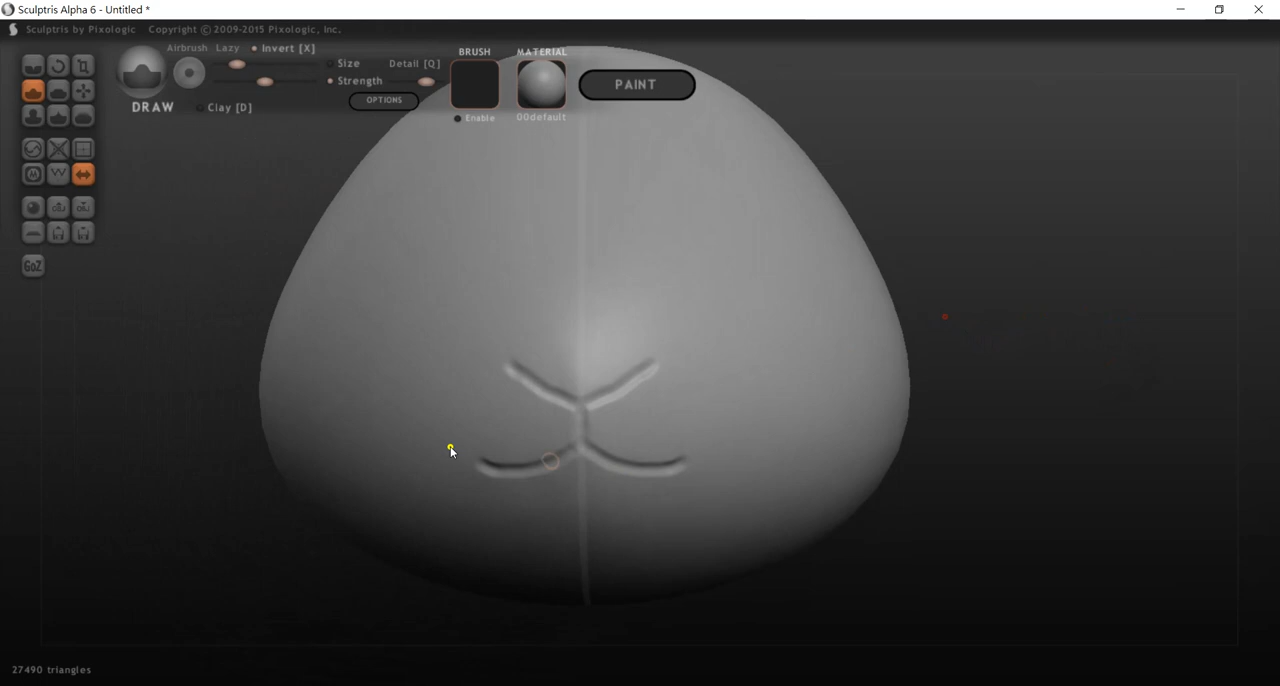 Sculptris Alpha 6 - Untitled *
Sculptris by Pixologic Copyright © 2009-2015 Pixologic, Inc.
Airbrush Lazy Invert [X]
Size Detail [Q]
Strength
OPTIONS
DRAW Clay [D]
BRUSH
Enable
MATERIAL
00default
PAINT
GoZ
27490 triangles